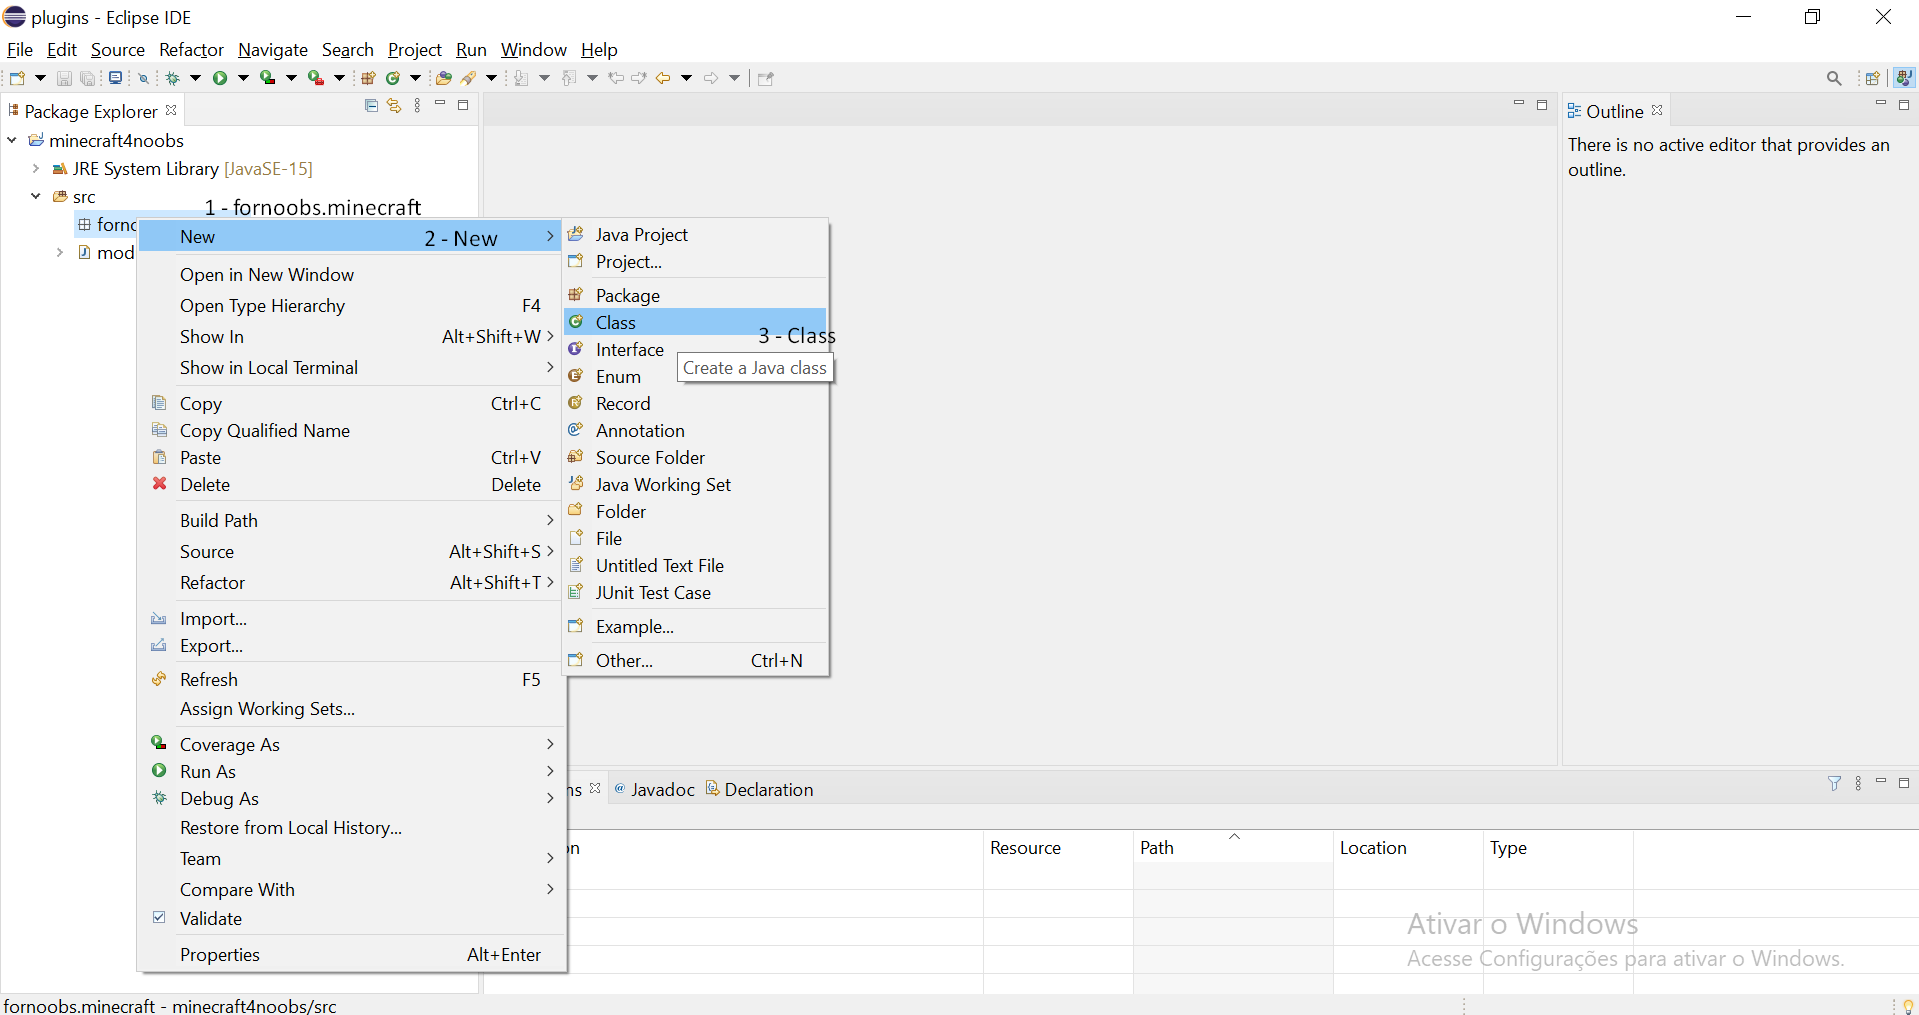 plugins - Eclipse IDE
File Edit Source Refactor Navigate Search Project Run Window Help
Package Explorer
Outline
minecraft4noobs
There is no active editor that provides an
outline.
JRE System Library [JavaSE-15]
src
1 - fornoobs.minecraft
forno
mod
New
2 - New
Open in New Window
Open Type Hierarchy F4
Show In Alt+Shift+W
Show in Local Terminal
Copy Ctrl+C
Copy Qualified Name
Paste Ctrl+V
Delete Delete
Build Path
Source Alt+Shift+S
Refactor Alt+Shift+T
Import...
Export...
Refresh F5
Assign Working Sets...
Coverage As
Run As
Debug As
Restore from Local History...
Team
Compare With
Validate
Properties Alt+Enter
Java Project
Project...
Package
Class
3 - Class
Interface
Create a Java class
Enum
Record
Annotation
Source Folder
Java Working Set
Folder
File
Untitled Text File
JUnit Test Case
Example...
Other... Ctrl+N
ns Javadoc Declaration
on Resource Path Location Type
Ativar o Windows
Acesse Configurações para ativar o Windows.
fornoobs.minecraft - minecraft4noobs/src